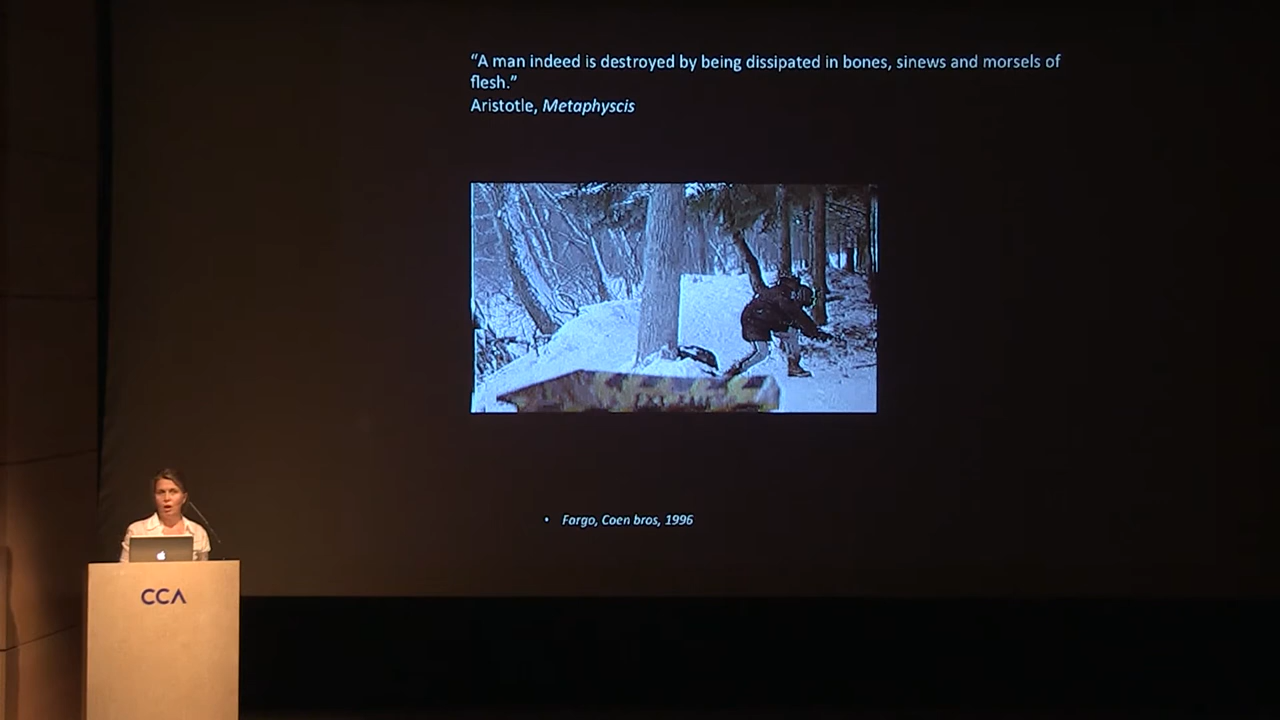 “A man indeed is destroyed by being dissipated in bones, sinews and morsels of
flesh.”
Aristotle, Metaphyscis
• Fargo, Coen bros, 1996
CCA